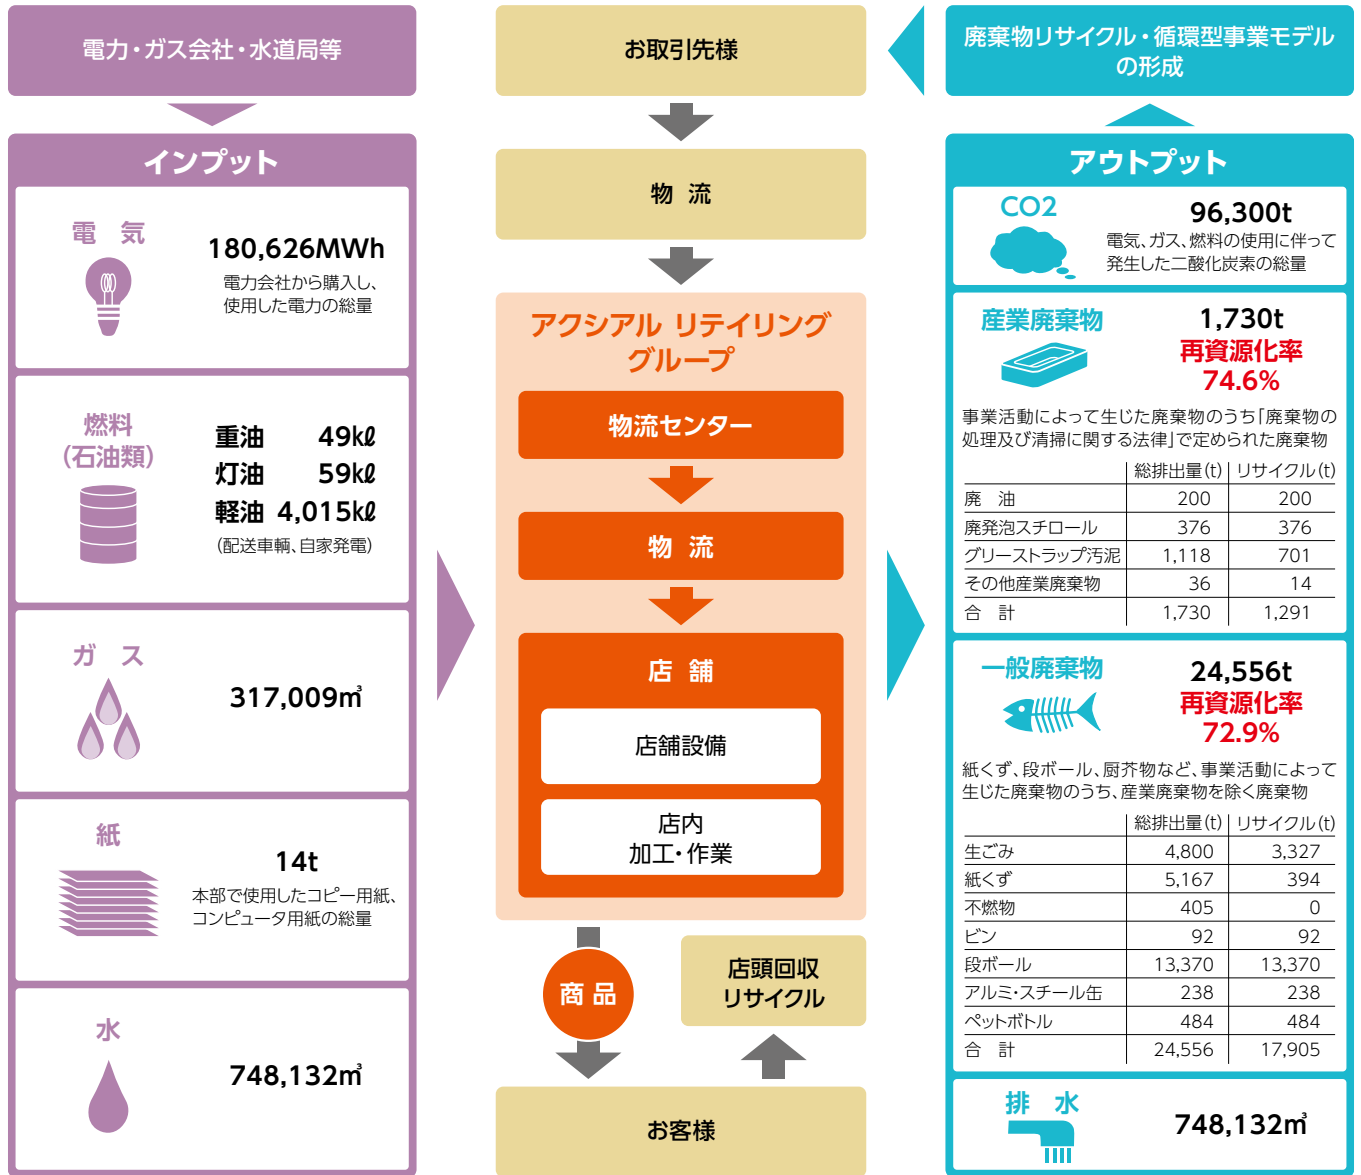 電力・ガス会社・水道局等
インプット
電 気
180,626MWh
電力会社から購入し、
使用した電力の総量
燃料
(石油類)
重油 49kℓ
灯油 59kℓ
軽油 4,015kℓ
(配送車輌、自家発電)
ガ ス
317,009㎥
紙
14t
本部で使用したコピー用紙、
コンピュータ用紙の総量
水
748,132㎥
お取引先様
物 流
アクシアル リテイリング
グループ
物流センター
物 流
店 舗
店舗設備
店内
加工・作業
商 品
店頭回収
リサイクル
お客様
廃棄物リサイクル・循環型事業モデル
の形成
アウトプット
CO2
96,300t
電気、ガス、燃料の使用に伴って
発生した二酸化炭素の総量
産業廃棄物
1,730t
再資源化率
74.6%
事業活動によって生じた廃棄物のうち「廃棄物の
処理及び清掃に関する法律」で定められた廃棄物
総排出量(t) リサイクル(t)
廃 油 200 200
廃発泡スチロール 376 376
グリーストラップ汚泥 1,118 701
その他産業廃棄物 36 14
合 計 1,730 1,291
一般廃棄物
24,556t
再資源化率
72.9%
紙くず、段ボール、厨芥物など、事業活動によって
生じた廃棄物のうち、産業廃棄物を除く廃棄物
総排出量(t) リサイクル(t)
生ごみ 4,800 3,327
紙くず 5,167 394
不燃物 405 0
ビン 92 92
段ボール 13,370 13,370
アルミ・スチール缶 238 238
ペットボトル 484 484
合 計 24,556 17,905
排 水
748,132㎥